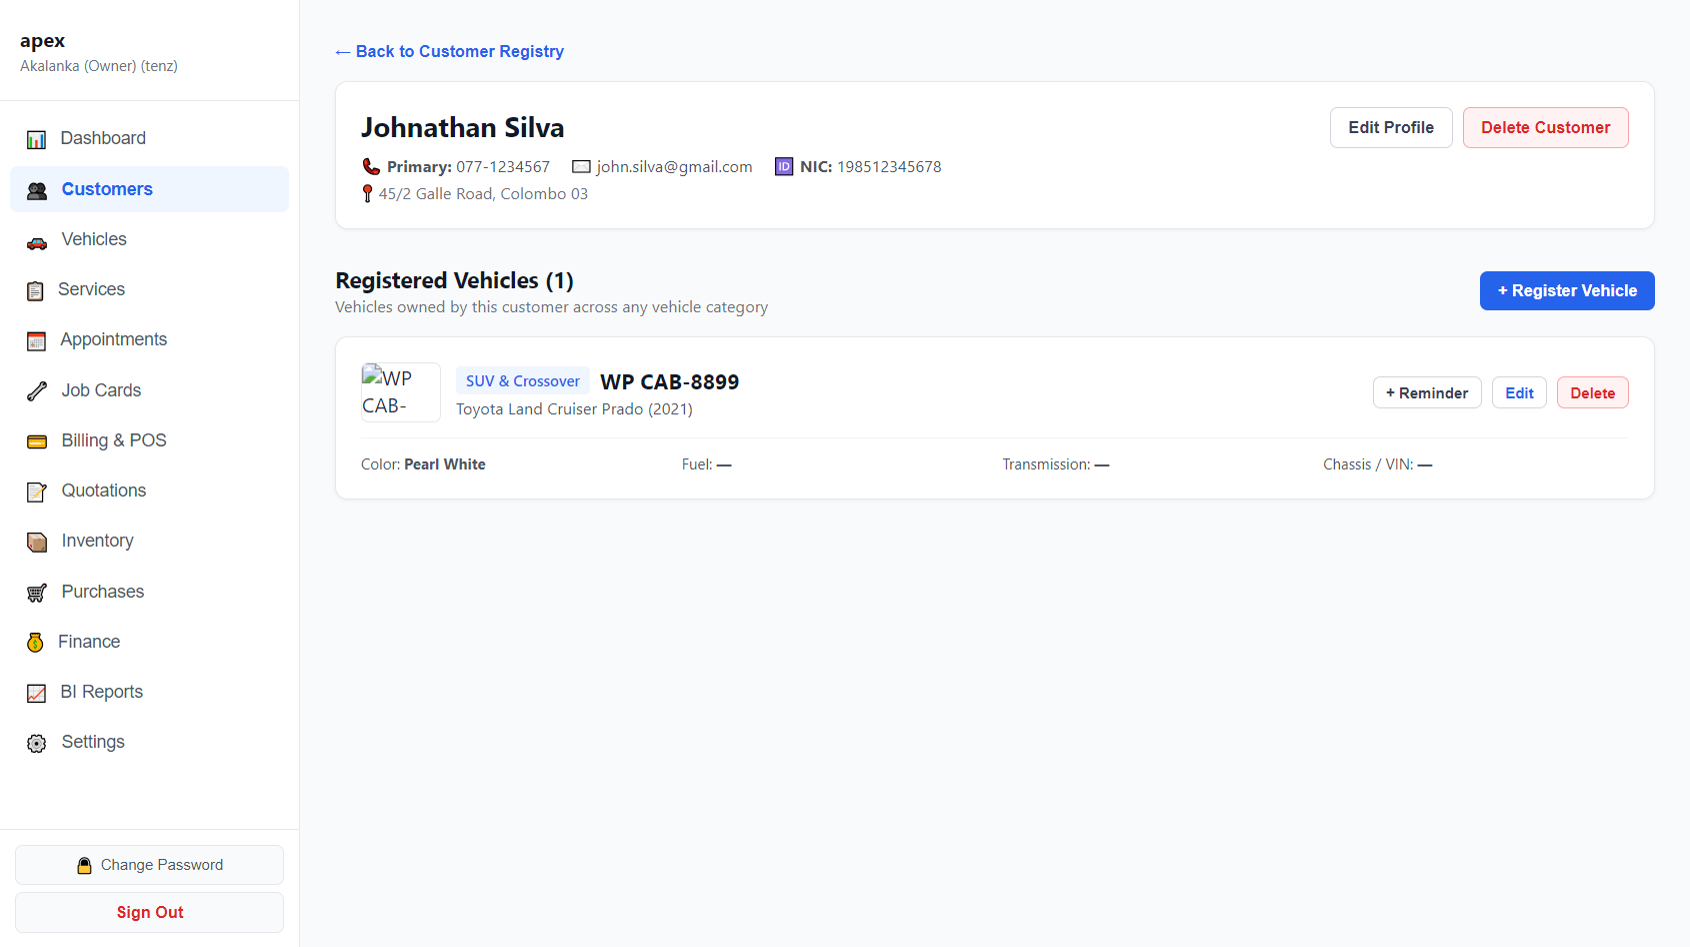 apex
Akalanka (Owner) (tenz)
Dashboard
Customers
Vehicles
Services
Appointments
Job Cards
Billing & POS
Quotations
Inventory
Purchases
Finance
BI Reports
Settings
Change Password
Sign Out
← Back to Customer Registry
Johnathan Silva
Edit Profile
Delete Customer
Primary: 077-1234567 john.silva@gmail.com ID NIC: 198512345678
45/2 Galle Road, Colombo 03
Registered Vehicles (1)
Vehicles owned by this customer across any vehicle category
+ Register Vehicle
WP
CAB-
SUV & Crossover WP CAB-8899
Toyota Land Cruiser Prado (2021)
+ Reminder
Edit
Delete
Color: Pearl White
Fuel: —
Transmission: —
Chassis / VIN: —